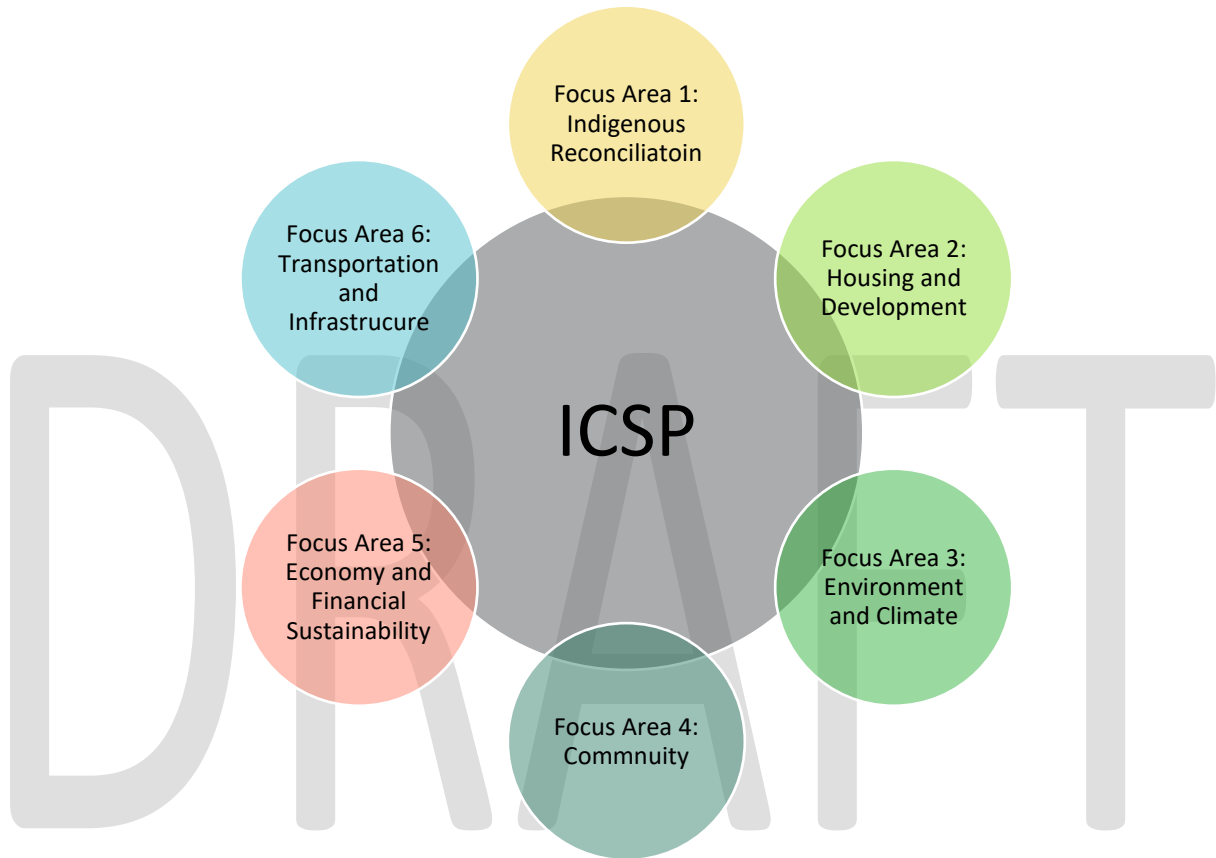 Focus Area 1:
Indigenous
Reconciliatoin
Focus Area 2:
Housing and
Development
Focus Area 3:
Environment
and Climate
Focus Area 4:
Commnuity
Focus Area 5:
Economy and
Financial
Sustainability
Focus Area 6:
Transportation
and
Infrastrucure
ICSP
DRAFT